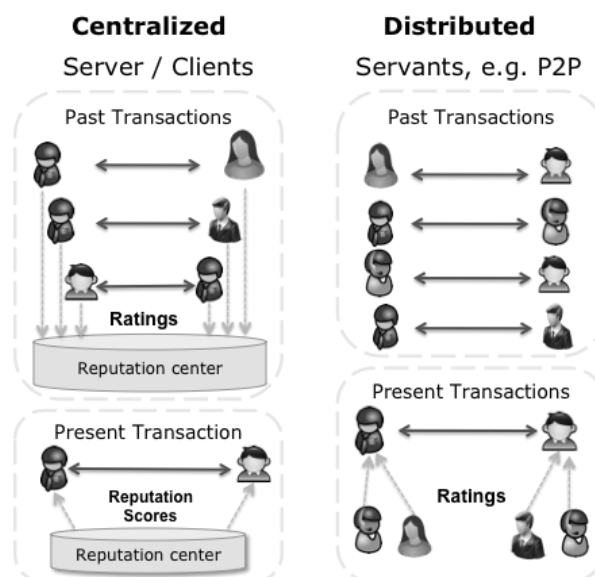 Centralized
Server / Clients
Past Transactions
Ratings
Reputation center
Present Transaction
Reputation
Scores
Reputation center
Distributed
Servants, e.g. P2P
Past Transactions
Present Transactions
Ratings